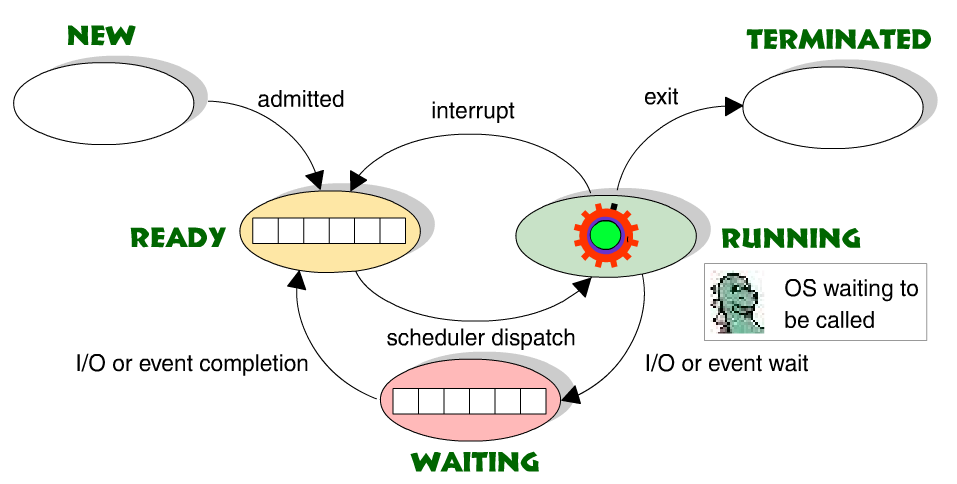 NEW
TERMINATED
admitted
interrupt
exit
READY
RUNNING
OS waiting to
be called
scheduler dispatch
I/O or event completion
I/O or event wait
WAITING